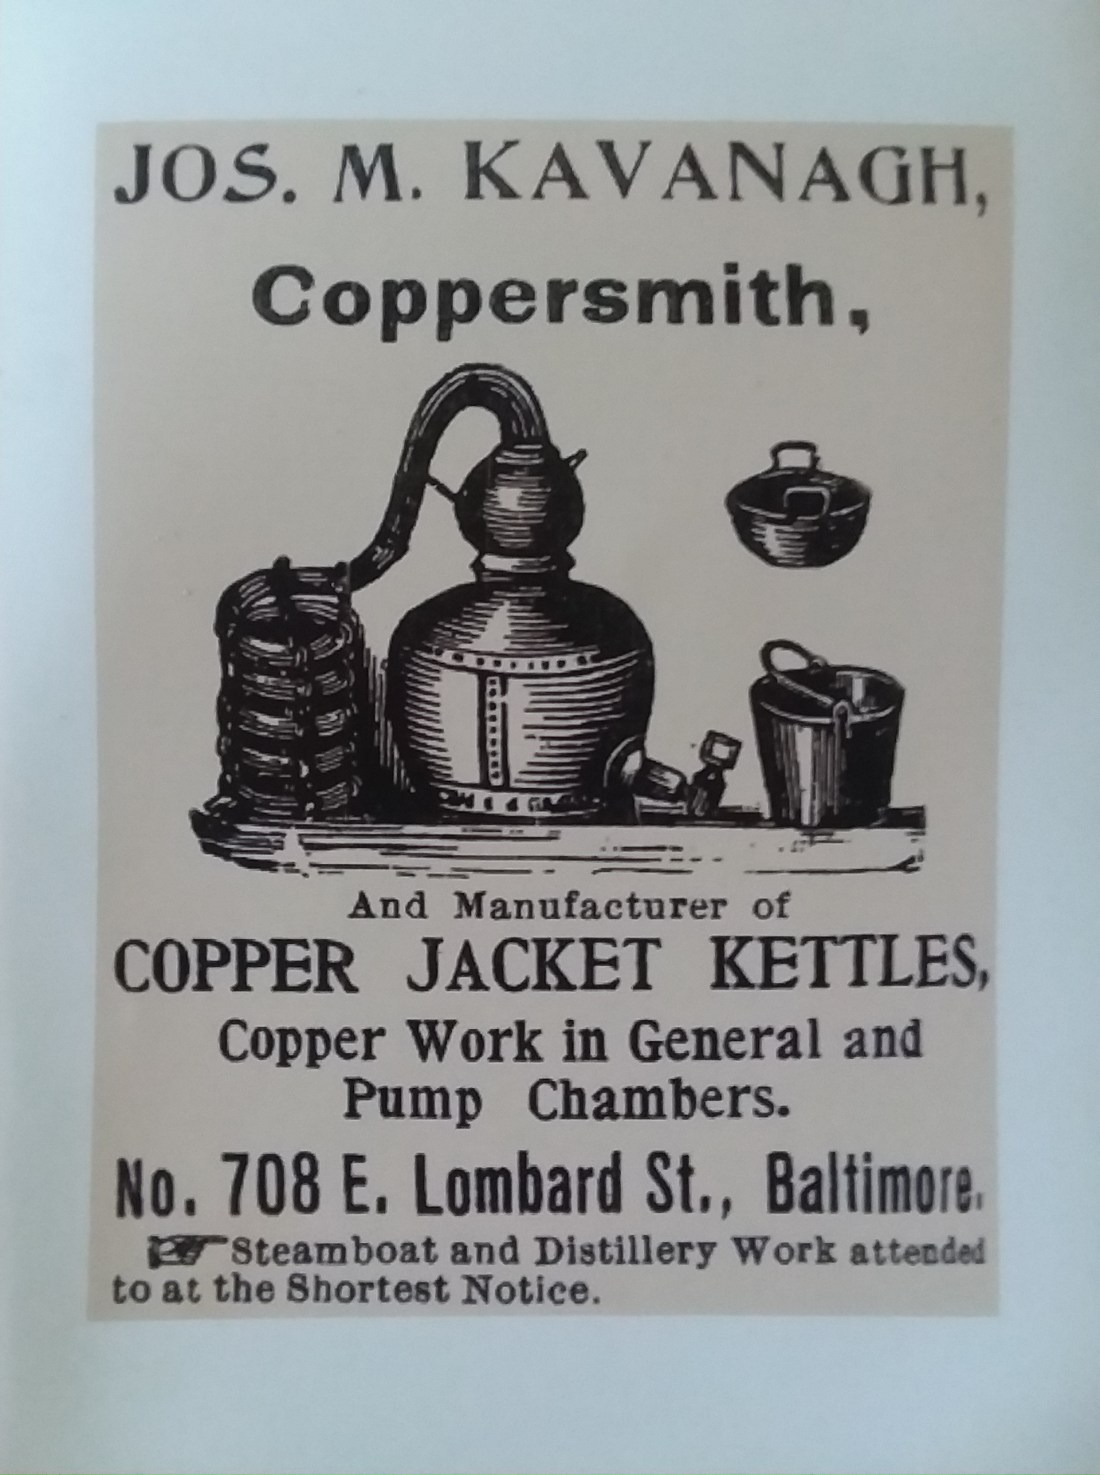 JOS. M. KAVANAGH,
Coppersmith,
And Manufacturer of
COPPER JACKET KETTLES,
Copper Work in General and
Pump Chambers.
No. 708 E. Lombard St., Baltimore.
☞Steamboat and Distillery Work attended
to at the Shortest Notice.